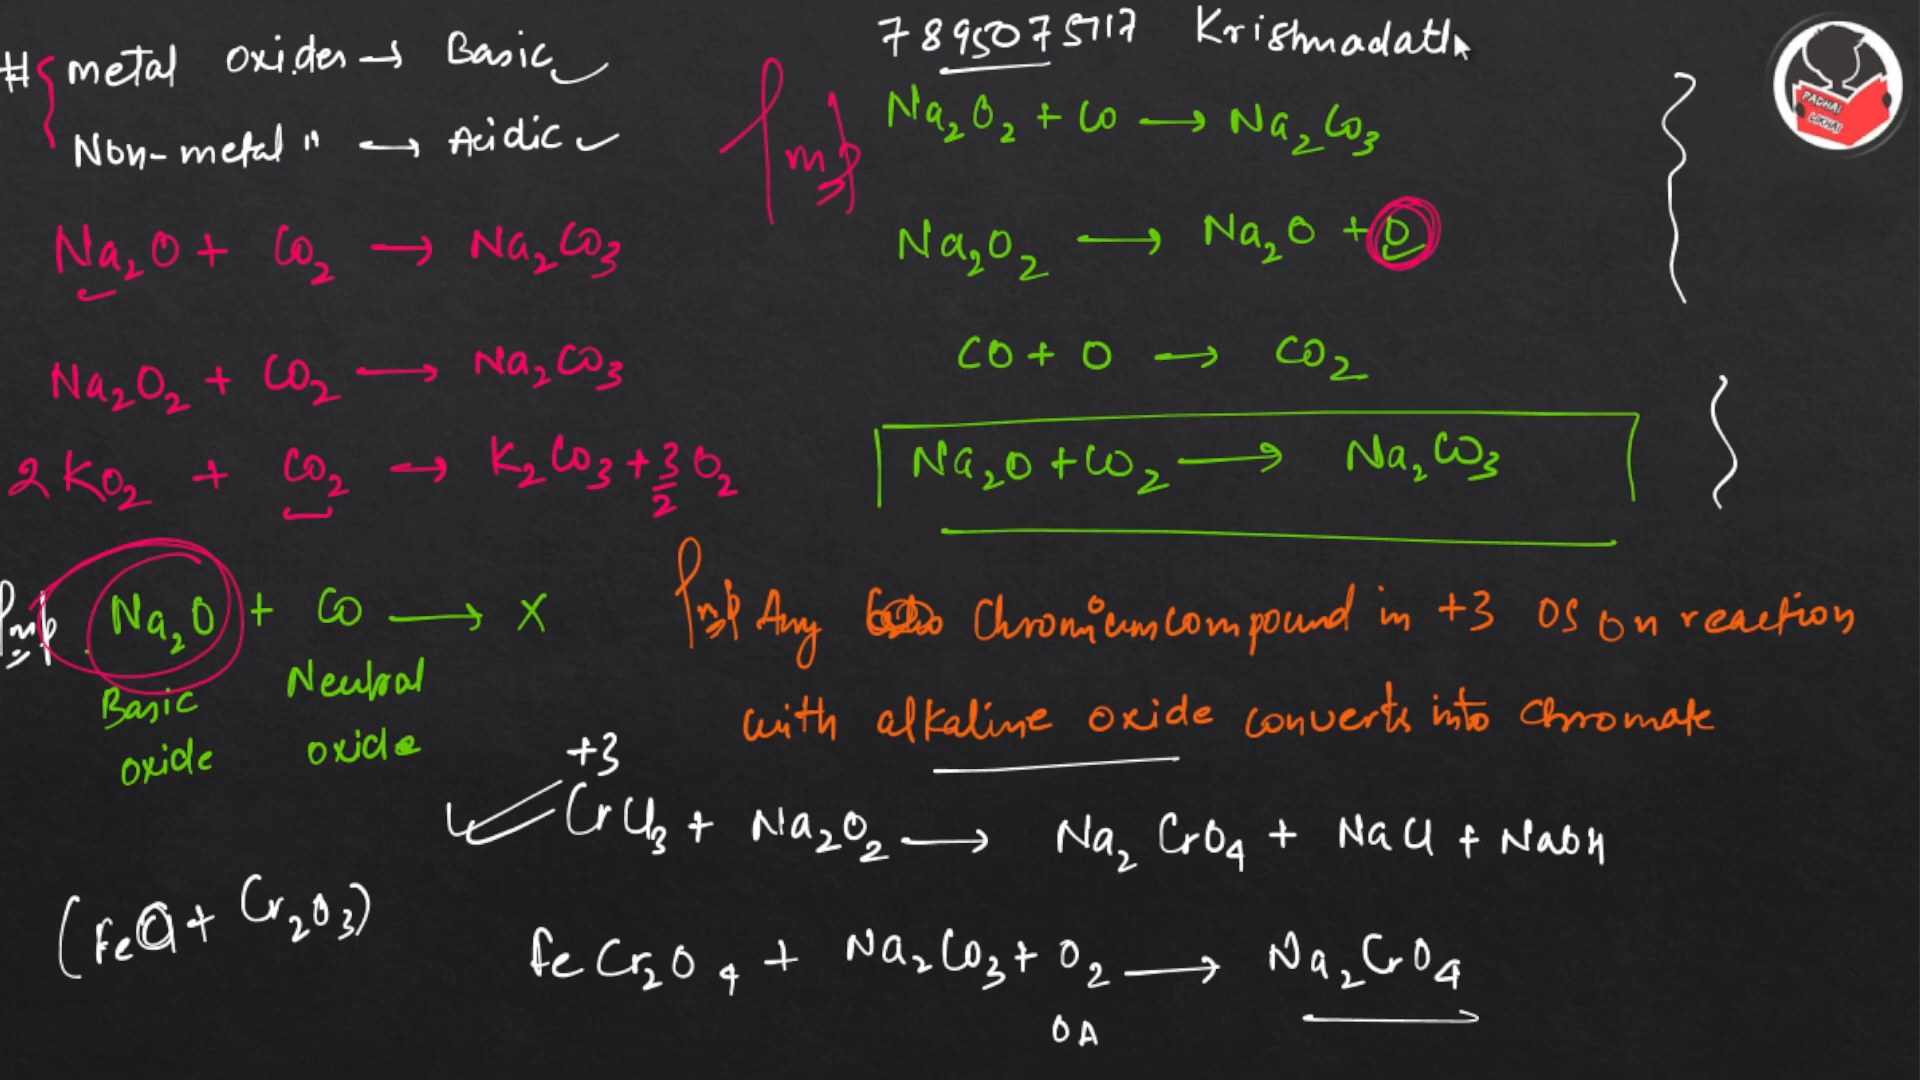 # metal oxides → Basic
Non-metal " → Acidic
Na2O + CO2 → Na2CO3
Na2O2 + CO2 → Na2CO3
2KO2 + CO2 → K2CO3 + 3/2 O2
Imp Na2O + CO → X
Basic oxide
Neutral oxide
7895075717 Krishnadath
Imp
Na2O2 + CO → Na2CO3
Na2O2 → Na2O + O
CO + O → CO2
Na2O + CO2 → Na2CO3
Imp Any Chromium compound in +3 OS on reaction
with alkaline oxide converts into Chromate
+3
CrCl3 + Na2O2 → Na2CrO4 + NaCl + NaOH
(FeO + Cr2O3)
FeCr2O4 + Na2CO3 + O2 → Na2CrO4
OA
PADHAI
LIKHAI